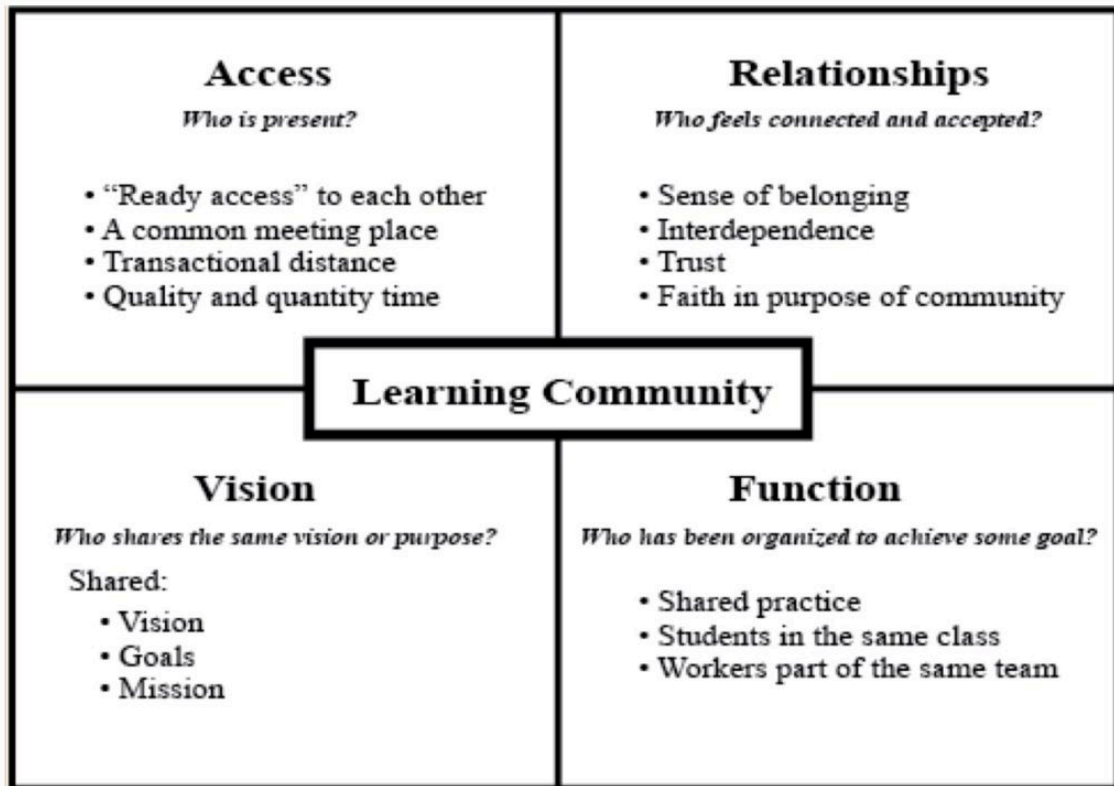 Access
Who is present?
• “Ready access” to each other
• A common meeting place
• Transactional distance
• Quality and quantity time
Relationships
Who feels connected and accepted?
• Sense of belonging
• Interdependence
• Trust
• Faith in purpose of community
Learning Community
Vision
Who shares the same vision or purpose?
Shared:
• Vision
• Goals
• Mission
Function
Who has been organized to achieve some goal?
• Shared practice
• Students in the same class
• Workers part of the same team